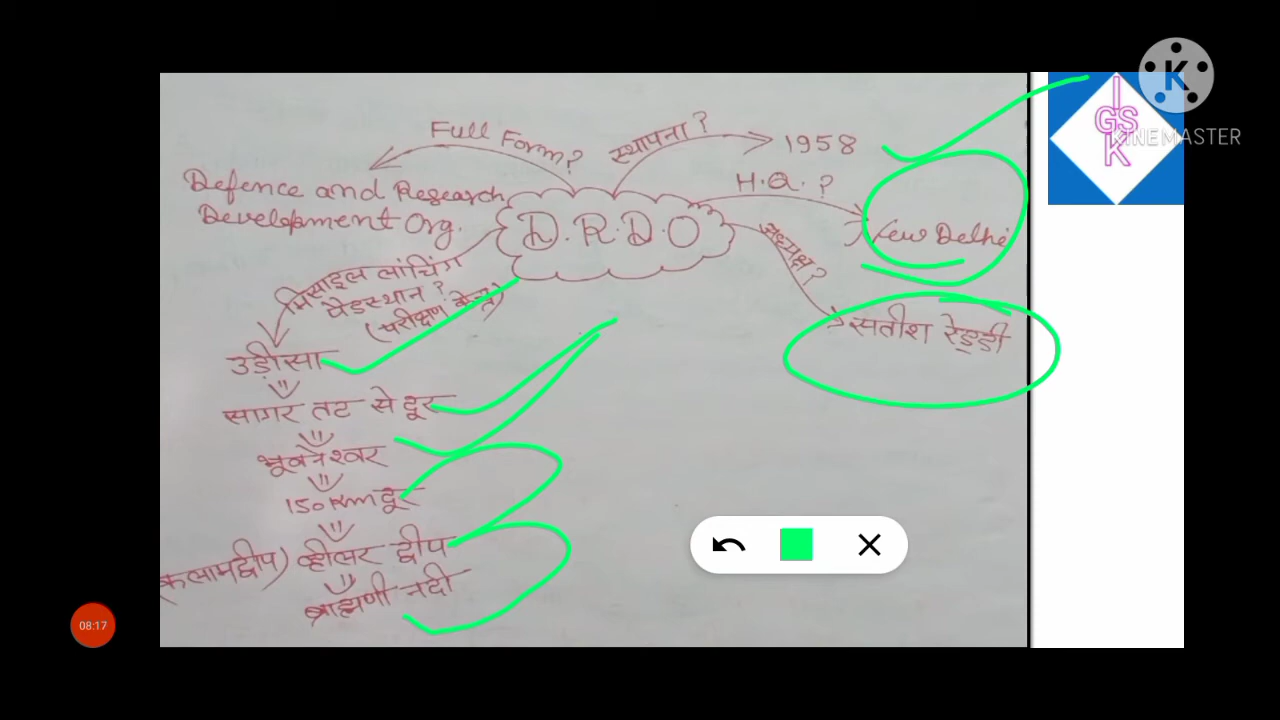 Full Form?
स्थापना?
1958
H.Q.?
Defence and Research
Development Org.
D.R.D.O
New Delhi
अध्यक्ष?
सतीश रेड्डी
मिसाइल लांचिंग
पेडस्थान?
(परीक्षण केन्द्र)
उड़ीसा
सागर तट से दूर
भूवनेश्वर
150 Km दूर
(कलामद्वीप) व्हीलर द्वीप
ब्राह्मणी नदी
I
GS
K
K
KINEMASTER
08:17